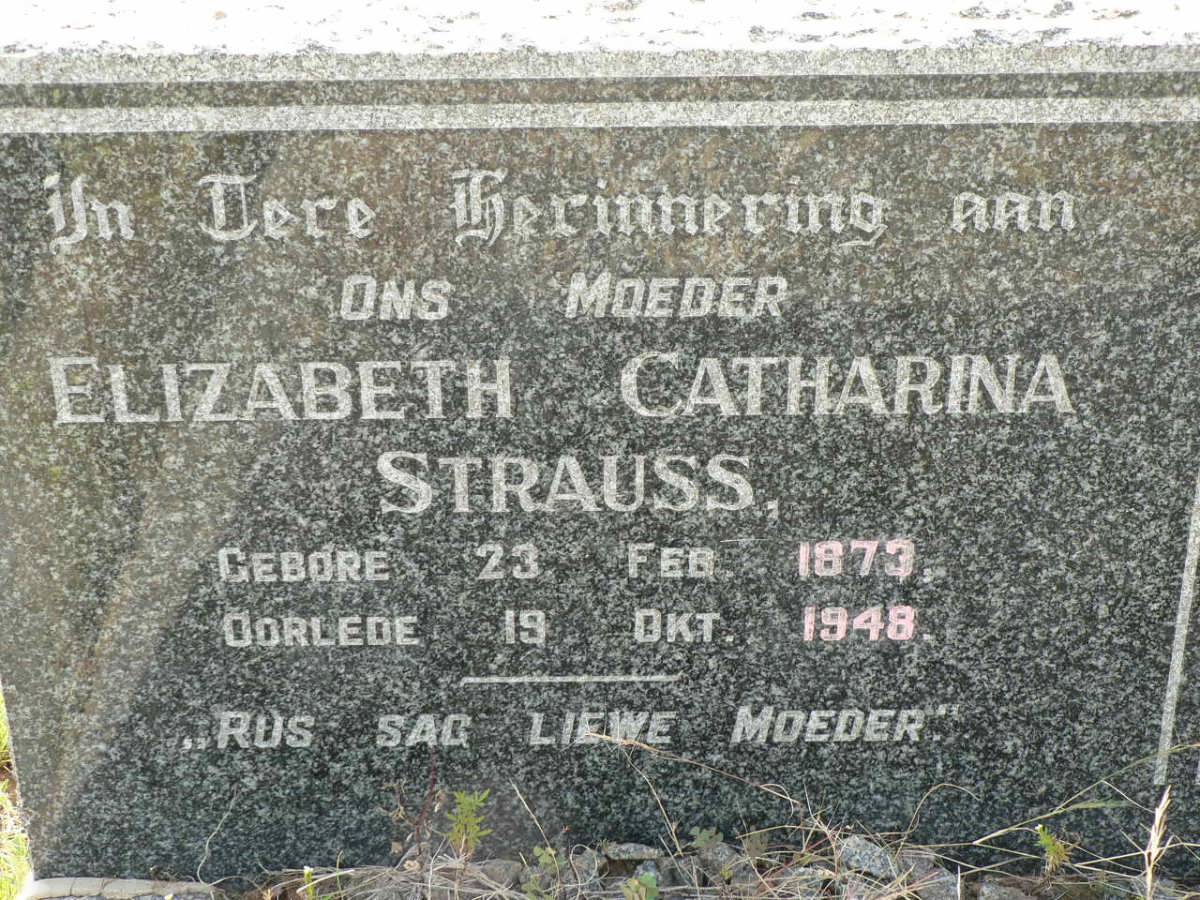 In Tere Herinnering aan,
ONS MOEDER
ELIZABETH CATHARINA
STRAUSS,
GEBORE 23 FEB. 1873.
OORLEDE 19 OKT. 1948.
„RUS SAG LIEWE MOEDER."